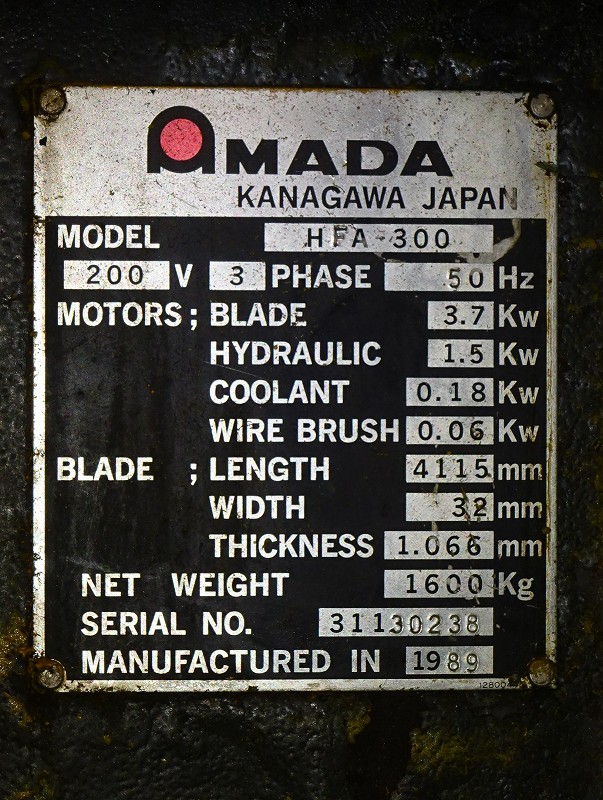 AMADA
KANAGAWA JAPAN
MODEL HFA-300
200 V 3 PHASE 50 Hz
MOTORS ; BLADE 3.7 Kw
HYDRAULIC 1.5 Kw
COOLANT 0.18 Kw
WIRE BRUSH 0.06 Kw
BLADE ; LENGTH 4115 mm
WIDTH 32 mm
THICKNESS 1.066 mm
NET WEIGHT 1600 Kg
SERIAL NO. 31130238
MANUFACTURED IN 1989